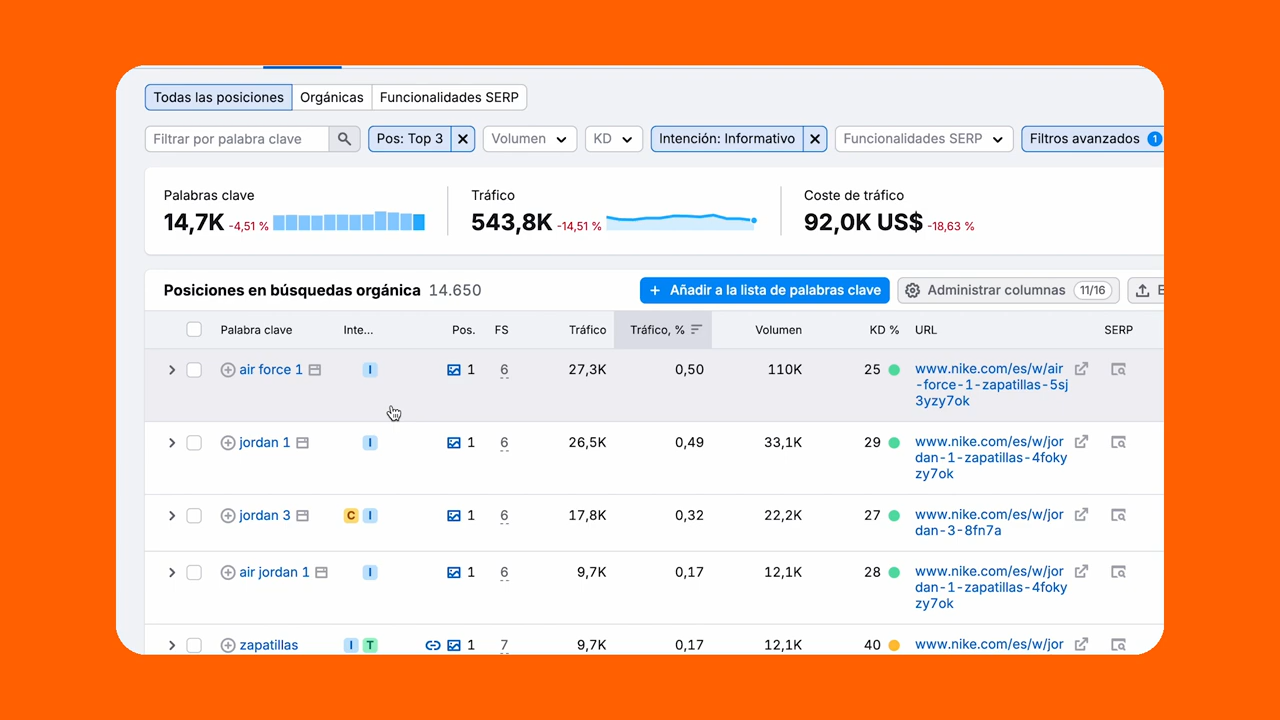 Todas las posiciones Orgánicas Funcionalidades SERP
Filtrar por palabra clave Pos: Top 3 Volumen KD Intención: Informativo Funcionalidades SERP Filtros avanzados 1
Palabras clave Tráfico Coste de tráfico
14,7K -4,51 % 543,8K -14,51 % 92,0K US$ -18,63 %
Posiciones en búsquedas orgánica 14.650 + Añadir a la lista de palabras clave Administrar columnas 11/16 E
Palabra clave Inte... Pos. FS Tráfico Tráfico, % Volumen KD % URL SERP
air force 1 I 1 6 27,3K 0,50 110K 25 www.nike.com/es/w/air
-force-1-zapatillas-5sj
3yzy7ok
jordan 1 I 1 6 26,5K 0,49 33,1K 29 www.nike.com/es/w/jor
dan-1-zapatillas-4foky
zy7ok
jordan 3 C I 1 6 17,8K 0,32 22,2K 27 www.nike.com/es/w/jor
dan-3-8fn7a
air jordan 1 I 1 6 9,7K 0,17 12,1K 28 www.nike.com/es/w/jor
dan-1-zapatillas-4foky
zy7ok
zapatillas I T 1 7 9,7K 0,17 12,1K 40 www.nike.com/es/w/jor